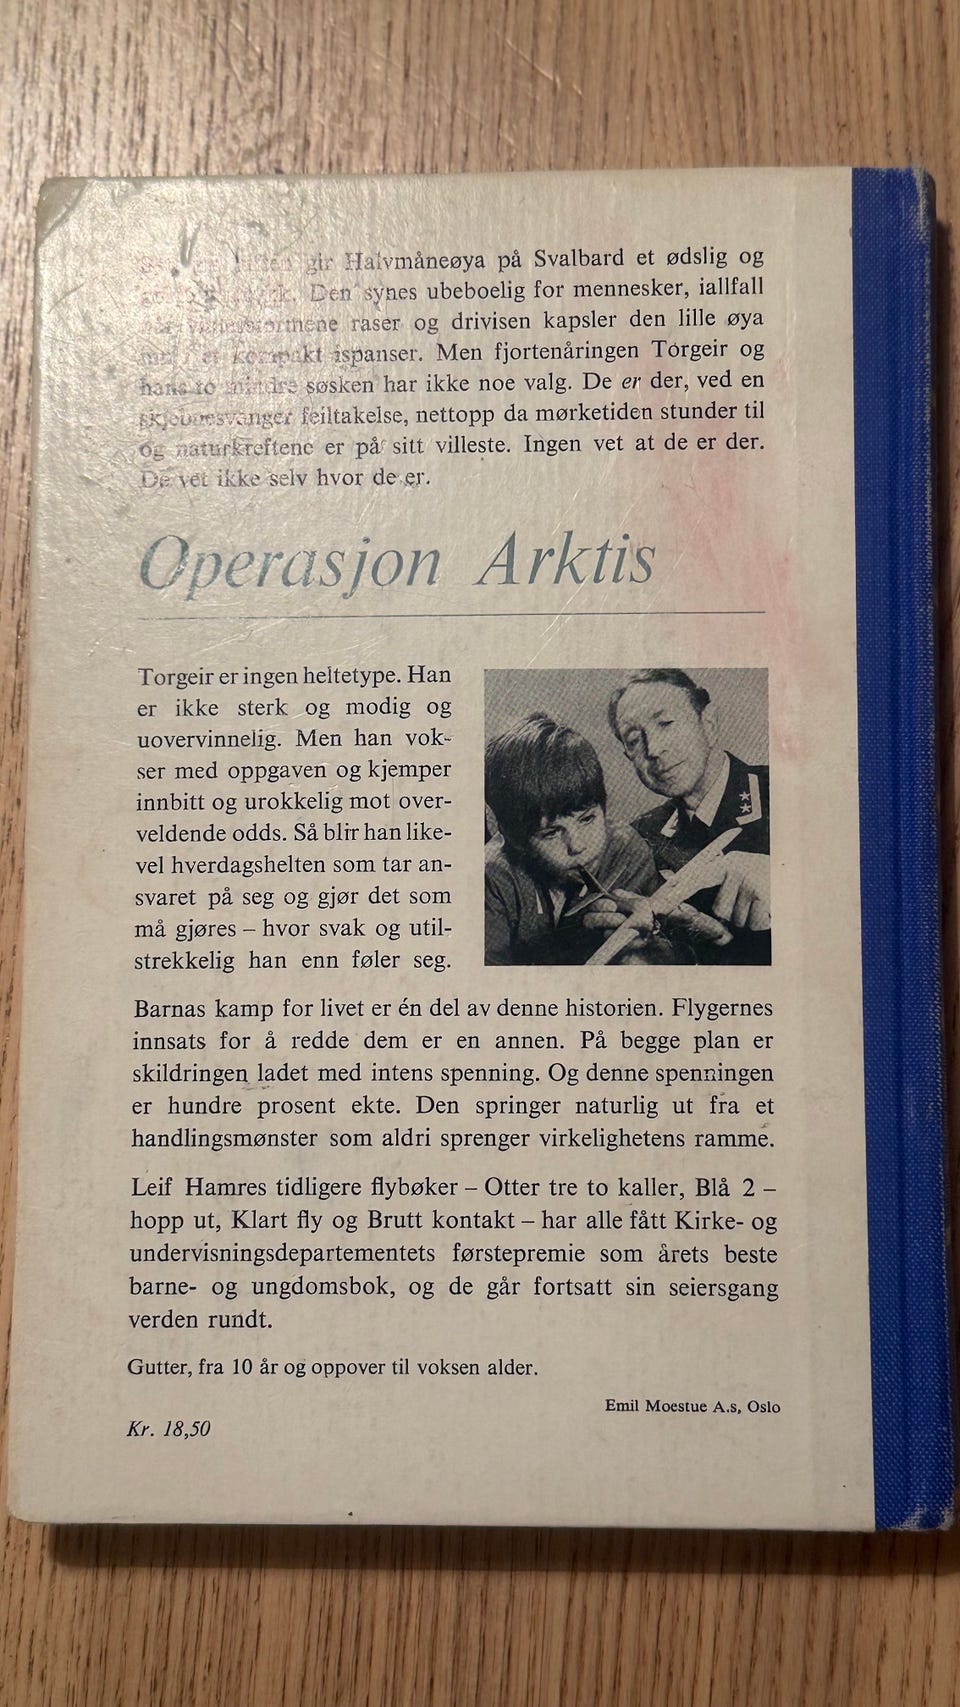 gir Halvmåneøya på Svalbard et ødslig og
Den synes ubeboelig for mennesker, iallfall
raser og drivisen kapsler den lille øya
kompakt ispanser. Men fjortenåringen Torgeir og
hans to mindre søsken har ikke noe valg. De er der, ved en
skjebnesvanger feiltakelse, nettopp da mørketiden stunder til
og naturkreftene er på sitt villeste. Ingen vet at de er der.
De vet ikke selv hvor de er.
Operasjon Arktis
Torgeir er ingen heltetype. Han
er ikke sterk og modig og
uovervinnelig. Men han vok-
ser med oppgaven og kjemper
innbitt og urokkelig mot over-
veldende odds. Så blir han like-
vel hverdagshelten som tar an-
svaret på seg og gjør det som
må gjøres – hvor svak og util-
strekkelig han enn føler seg.
Barnas kamp for livet er én del av denne historien. Flygernes
innsats for å redde dem er en annen. På begge plan er
skildringen ladet med intens spenning. Og denne spenningen
er hundre prosent ekte. Den springer naturlig ut fra et
handlingsmønster som aldri sprenger virkelighetens ramme.
Leif Hamres tidligere flybøker – Otter tre to kaller, Blå 2 –
hopp ut, Klart fly og Brutt kontakt – har alle fått Kirke- og
undervisningsdepartementets førstepremie som årets beste
barne- og ungdomsbok, og de går fortsatt sin seiersgang
verden rundt.
Gutter, fra 10 år og oppover til voksen alder.
Emil Moestue A.s, Oslo
Kr. 18,50